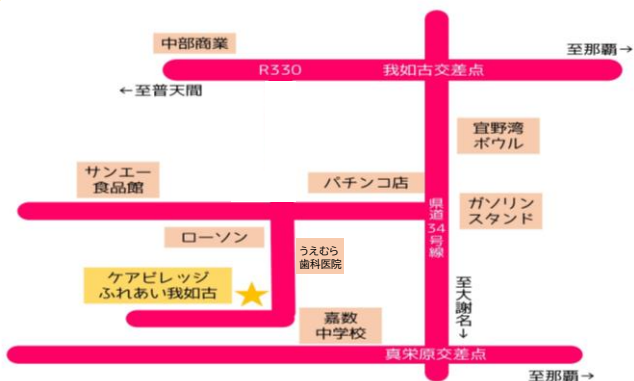 中部商業
至那覇→
R330
我如古交差点
←至普天間
宜野湾
ボウル
サンエー
食品館
パチンコ店
ガソリン
スタンド
県道34号線
ローソン
うえむら
歯科医院
ケアビレッジ
ふれあい我如古
至大謝名→
嘉数
中学校
真栄原交差点
至那覇→